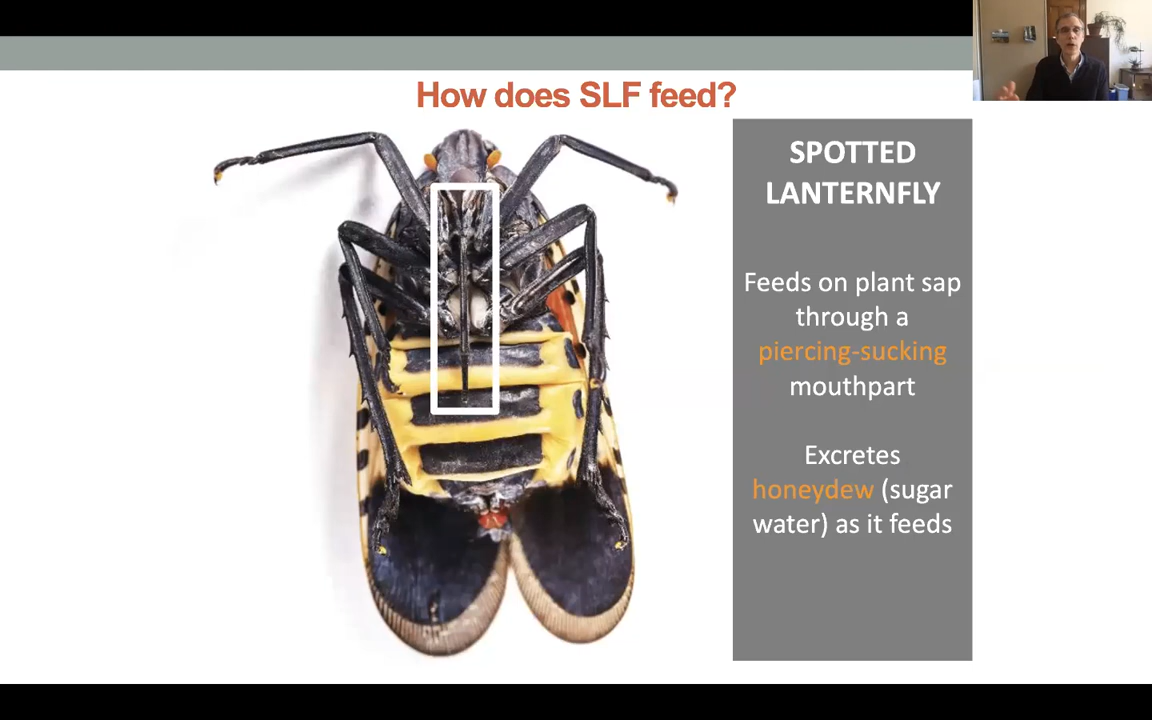 How does SLF feed?
SPOTTED
LANTERNFLY
Feeds on plant sap
through a
piercing-sucking
mouthpart
Excretes
honeydew (sugar
water) as it feeds